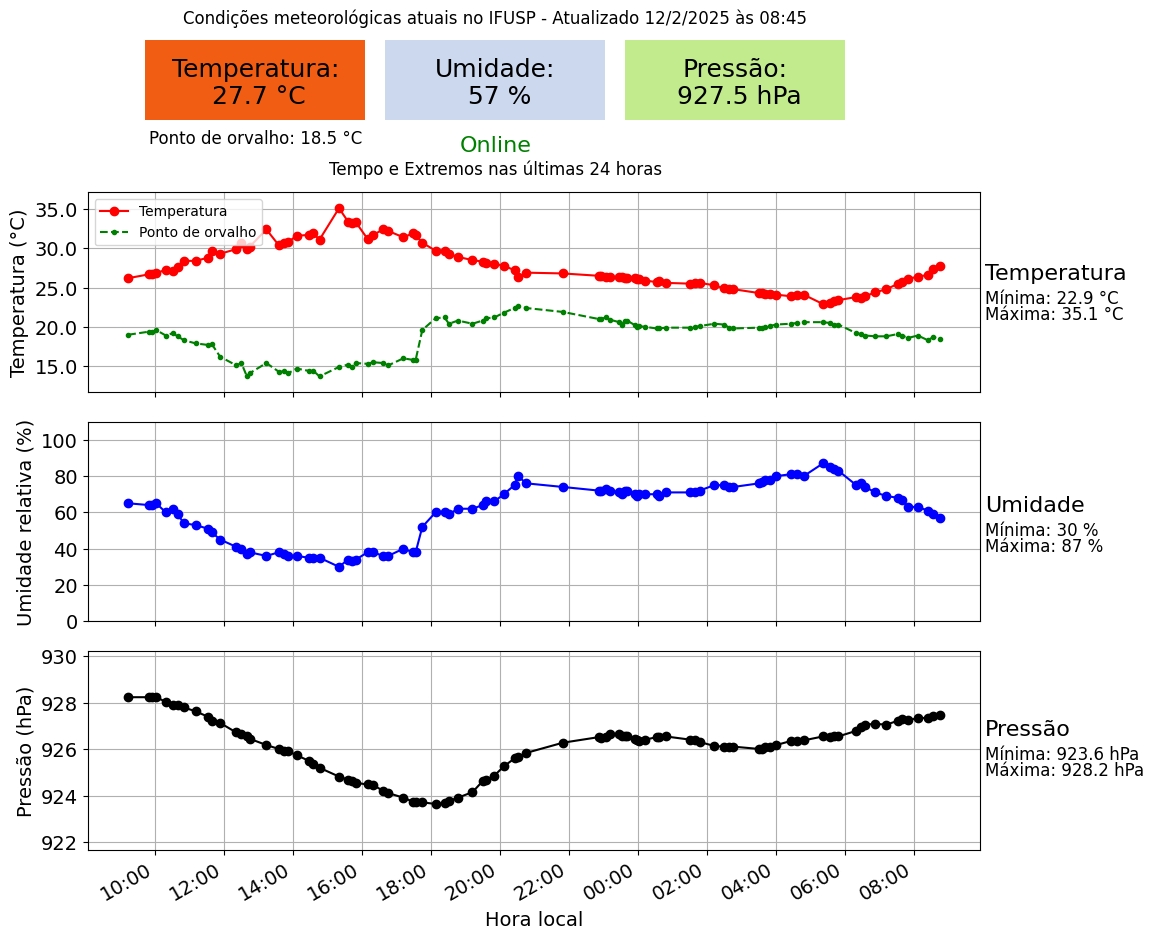 Condições meteorológicas atuais no IFUSP - Atualizado 12/2/2025 às 08:45
Temperatura:
27.7 °C
Umidade:
57 %
Pressão:
927.5 hPa
Ponto de orvalho: 18.5 °C
Online
Tempo e Extremos nas últimas 24 horas
Temperatura (°C)
35.0
30.0
25.0
20.0
15.0
Temperatura
Ponto de orvalho
Temperatura
Mínima: 22.9 °C
Máxima: 35.1 °C
Umidade relativa (%)
100
80
60
40
20
0
Umidade
Mínima: 30 %
Máxima: 87 %
Pressão (hPa)
930
928
926
924
922
Pressão
Mínima: 923.6 hPa
Máxima: 928.2 hPa
10:00 12:00 14:00 16:00 18:00 20:00 22:00 00:00 02:00 04:00 06:00 08:00
Hora local